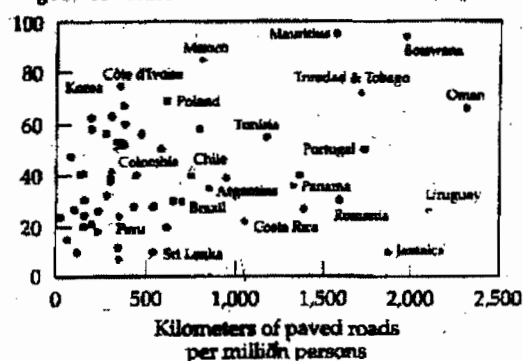 100
Mauritius
Botswana
Morocco
80
Côte d'Ivoire
Trinidad & Tobago
Korea
Poland
Oman
60
Tunisia
Portugal
40
Colombia
Chile
Argentina
Panama
Uruguay
20
Brazil
Romania
Peru
Costa Rica
Sri Lanka
Jamaica
0
0 500 1,000 1,500 2,000 2,500
Kilometers of paved roads
per million persons